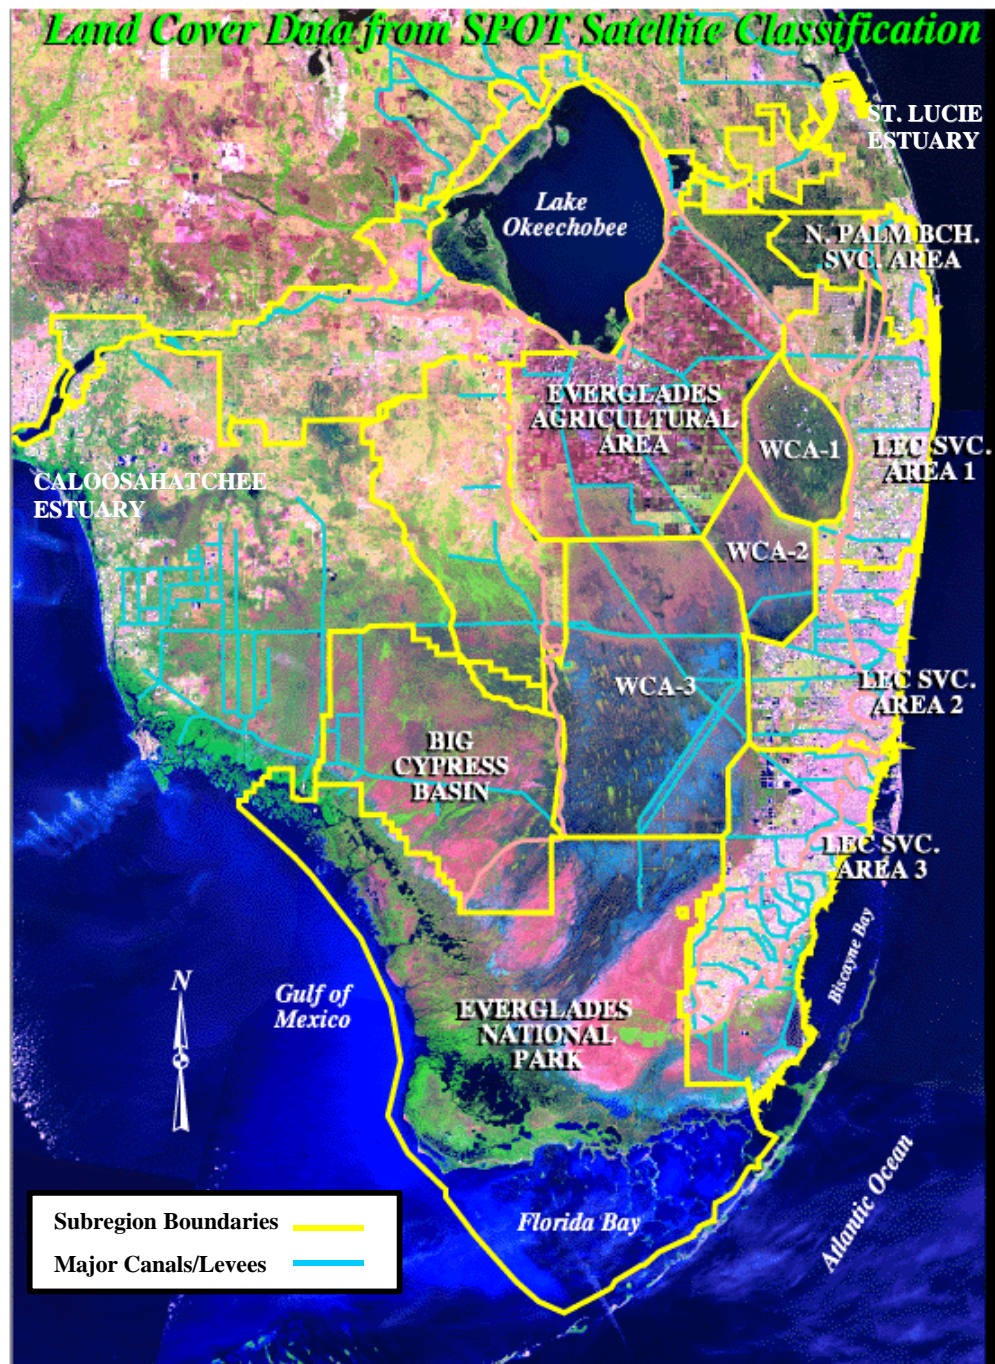 Land Cover Data from SPOT Satellite Classification
ST. LUCIE
ESTUARY
Lake
Okeechobee
N. PALM BCH.
SVC. AREA
EVERGLADES
AGRICULTURAL
AREA
WCA-1
LEC SVC.
AREA 1
CALOOSAHATCHEE
ESTUARY
WCA-2
WCA-3
LEC SVC.
AREA 2
BIG
CYPRESS
BASIN
LEC SVC.
AREA 3
Biscayne Bay
N
Gulf of
Mexico
EVERGLADES
NATIONAL
PARK
Atlantic Ocean
Florida Bay
Subregion Boundaries
Major Canals/Levees